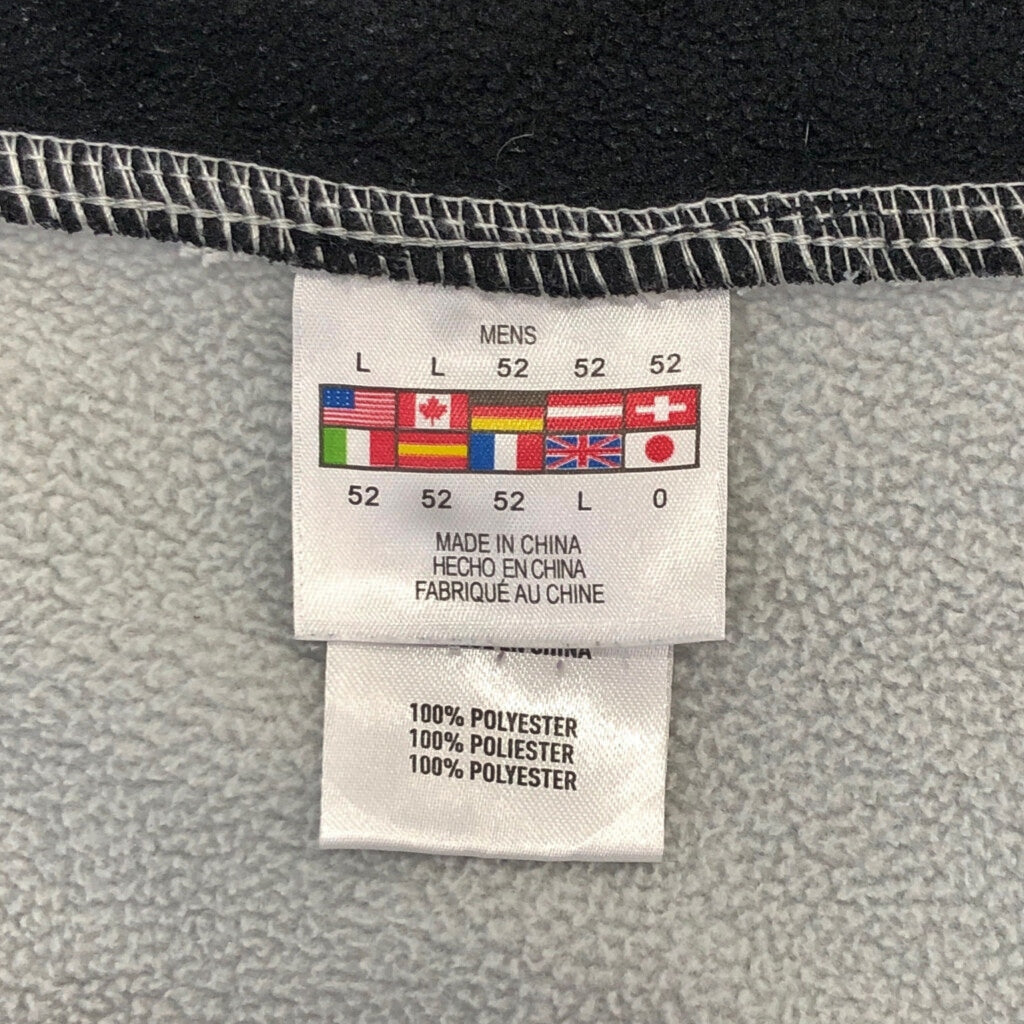 MENS
L L 52 52 52
52 52 52 L 0
MADE IN CHINA
HECHO EN CHINA
FABRIQUÉ AU CHINE
CHINA
100% POLYESTER
100% POLIESTER
100% POLYESTER